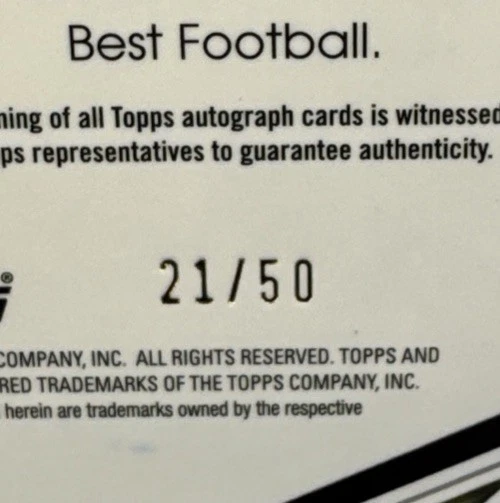 Best Football.
ning of all Topps autograph cards is witnessed
ps representatives to guarantee authenticity.
®
21/50
COMPANY, INC. ALL RIGHTS RESERVED. TOPPS AND
RED TRADEMARKS OF THE TOPPS COMPANY, INC.
herein are trademarks owned by the respective